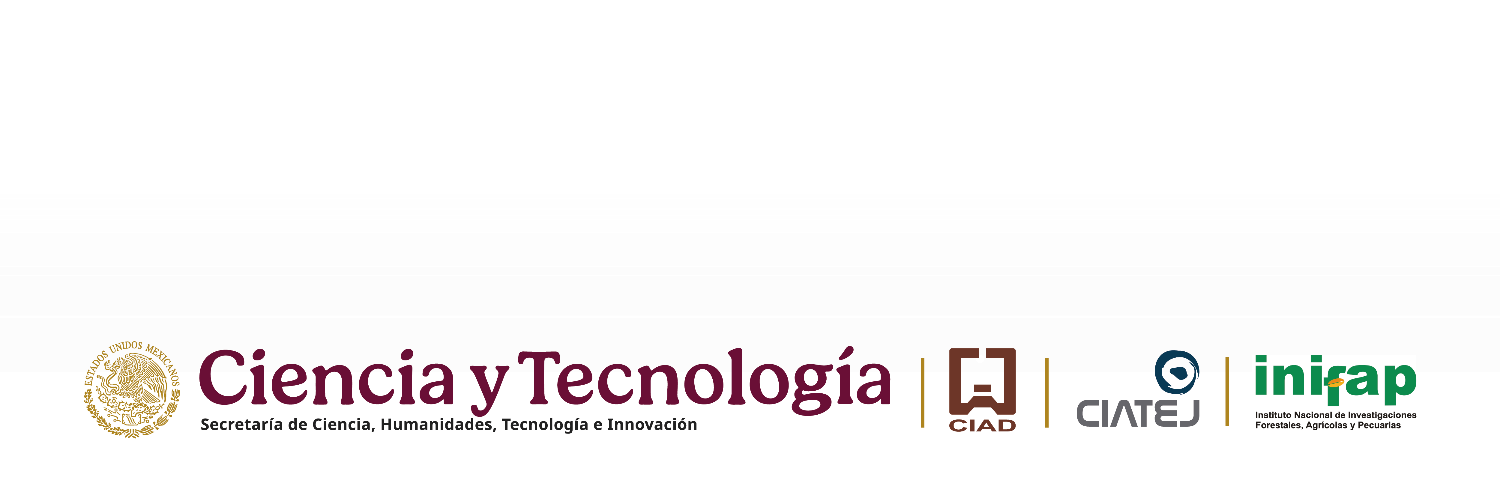 ESTADOS UNIDOS MEXICANOS
Ciencia y Tecnología
Secretaría de Ciencia, Humanidades, Tecnología e Innovación
CIAD
CIATEJ
inifap
Instituto Nacional de Investigaciones
Forestales, Agrícolas y Pecuarias